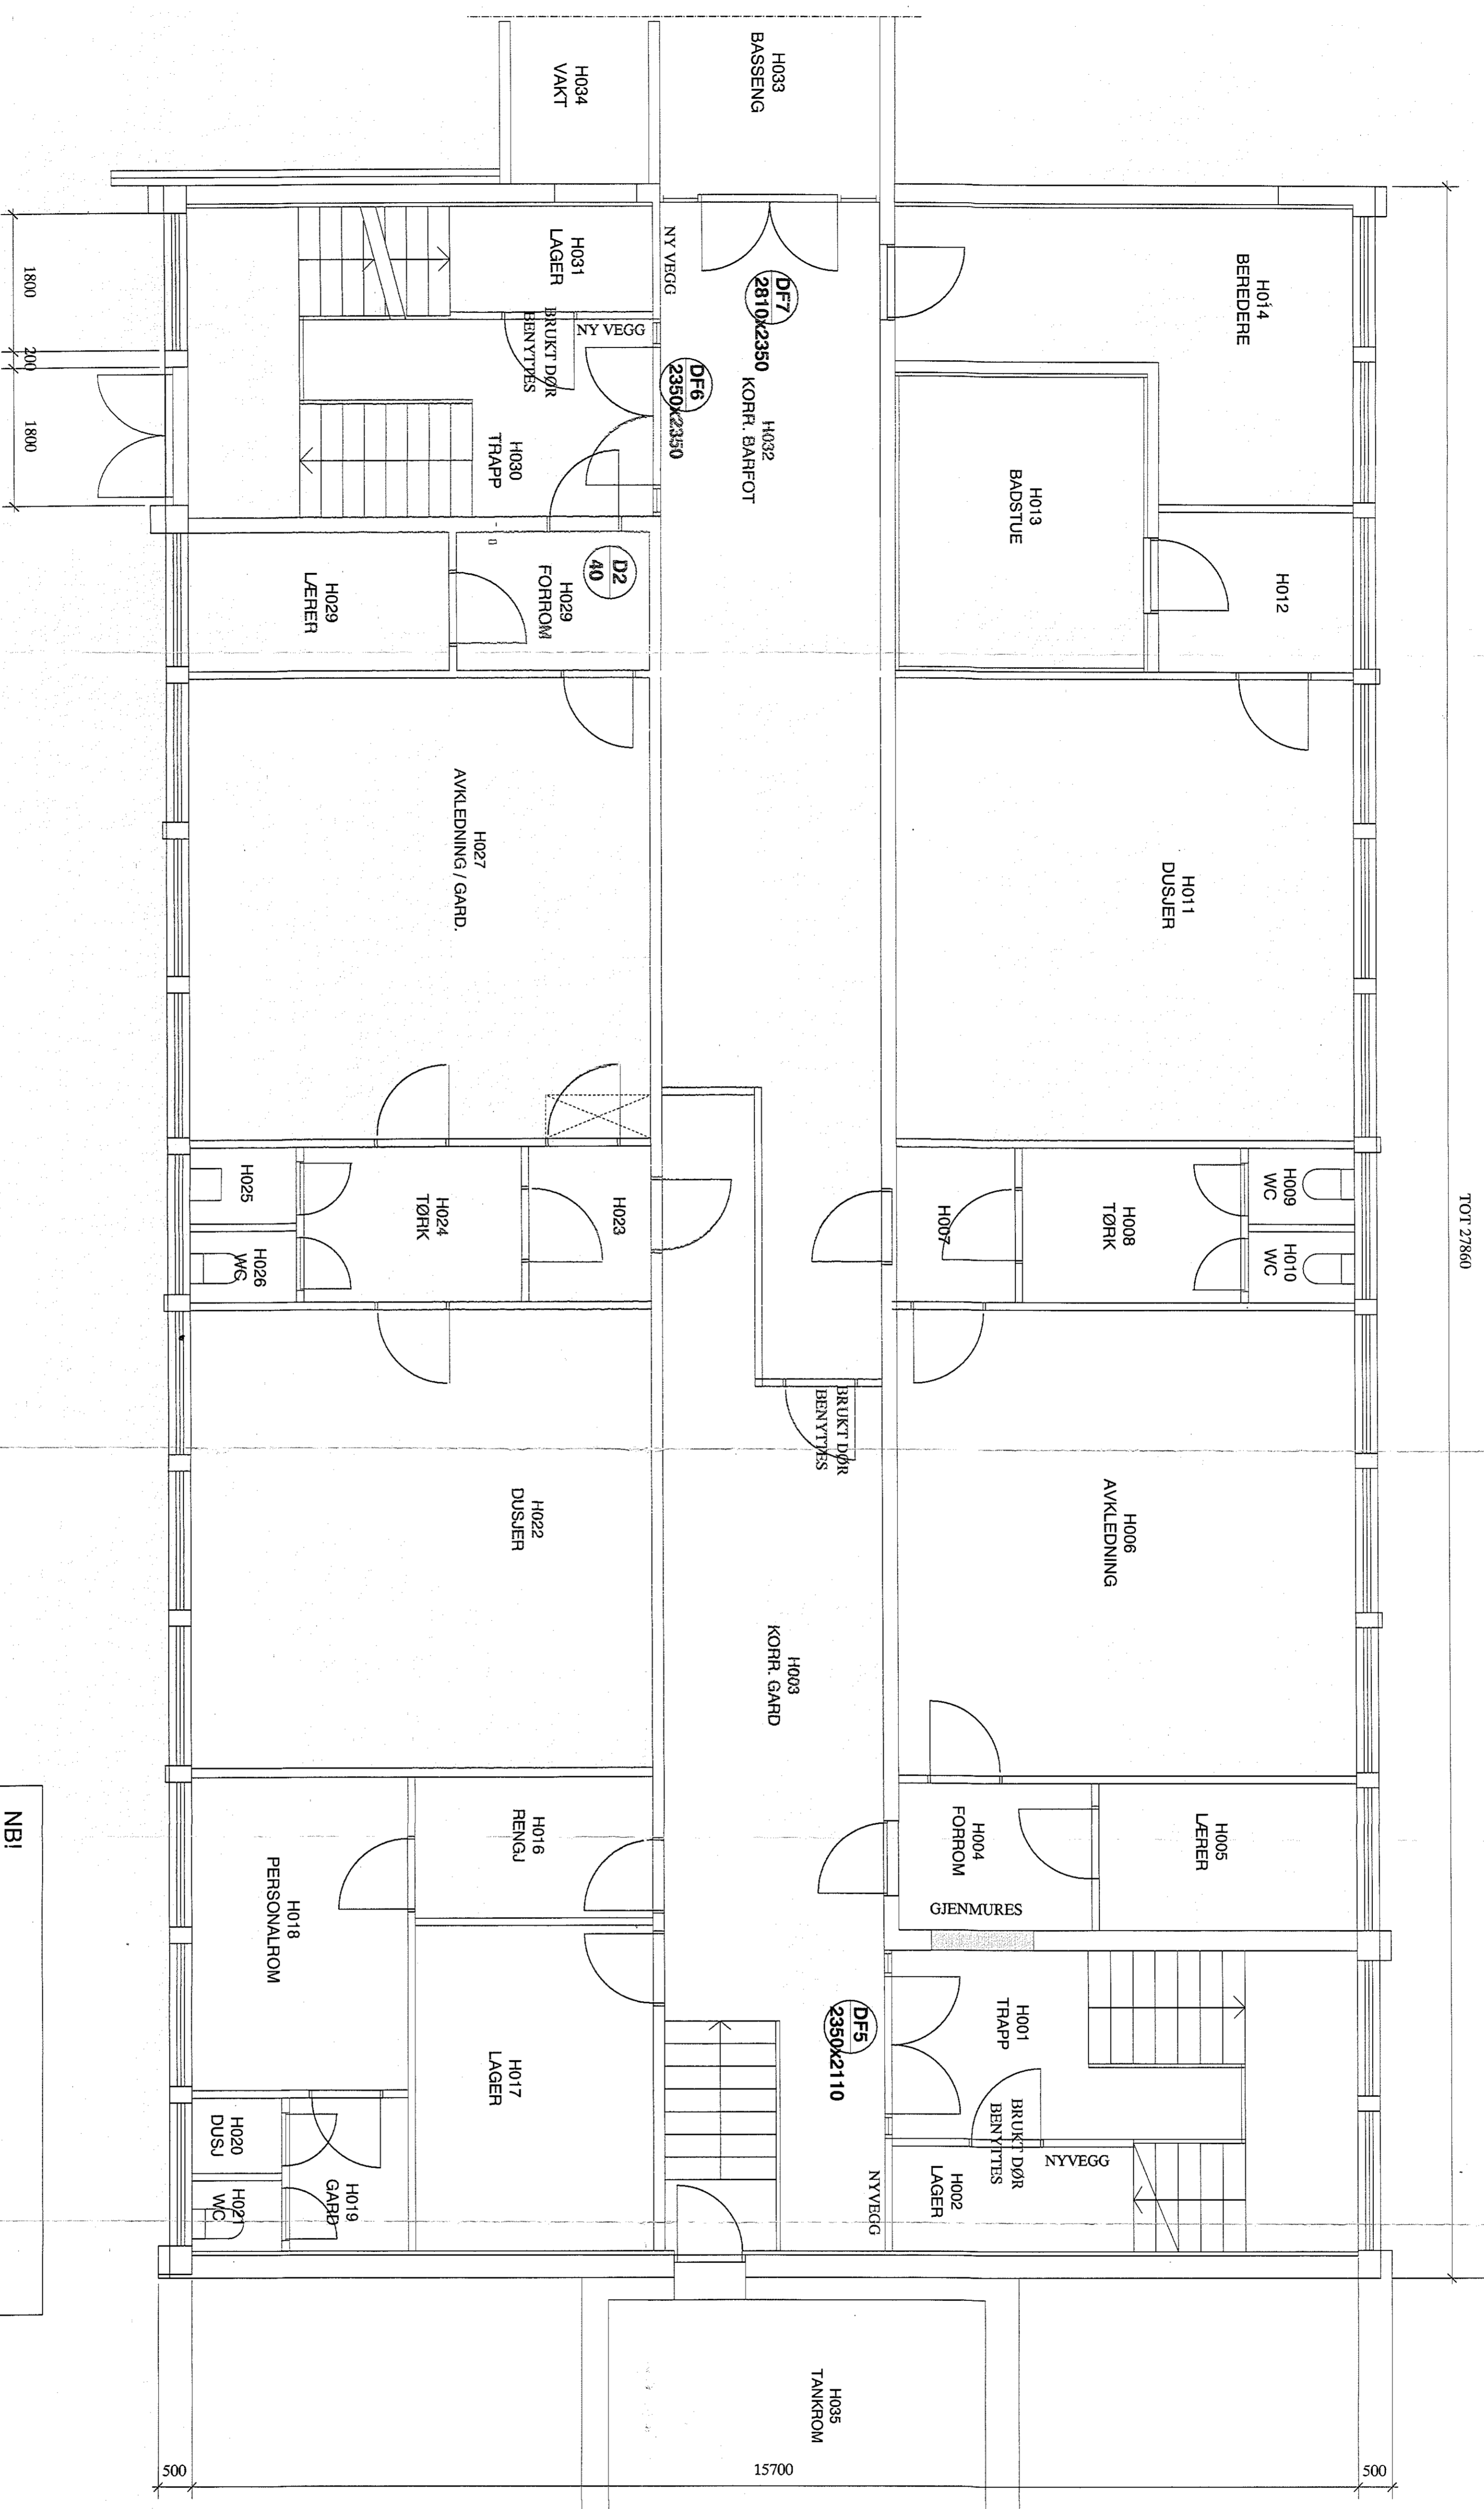 H033
BASSENG
H034
VAKT
H014
BEREDERE
H031
LAGER
NY VEGG
NY VEGG
BRUKT DØR
BENYTTES
DF7
2810x2350
DF6
2350x2350
H032
KORR. BARFOT
H030
TRAPP
H013
BADSTUE
H012
D2
40
H029
FORROM
H029
LÆRER
1800
200
1800
H027
AVKLEDNING / GARD.
H011
DUSJER
TOT 27860
H025
H026
WC
H024
TØRK
H023
H007
H008
TØRK
H009
WC
H010
WC
BRUKT DØR
BENYTTES
H022
DUSJER
H006
AVKLEDNING
H003
KORR. GARD
H016
RENGJ
H018
PERSONALROM
H004
FORROM
H005
LÆRER
GJENMURES
DF5
2350x2110
H001
TRAPP
H017
LAGER
BRUKT DØR
BENYTTES
NYVEGG
NYVEGG
H002
LAGER
H020
DUSJ
H021
WC
H019
GARD
H035
TANKROM
500
15700
500
NB!